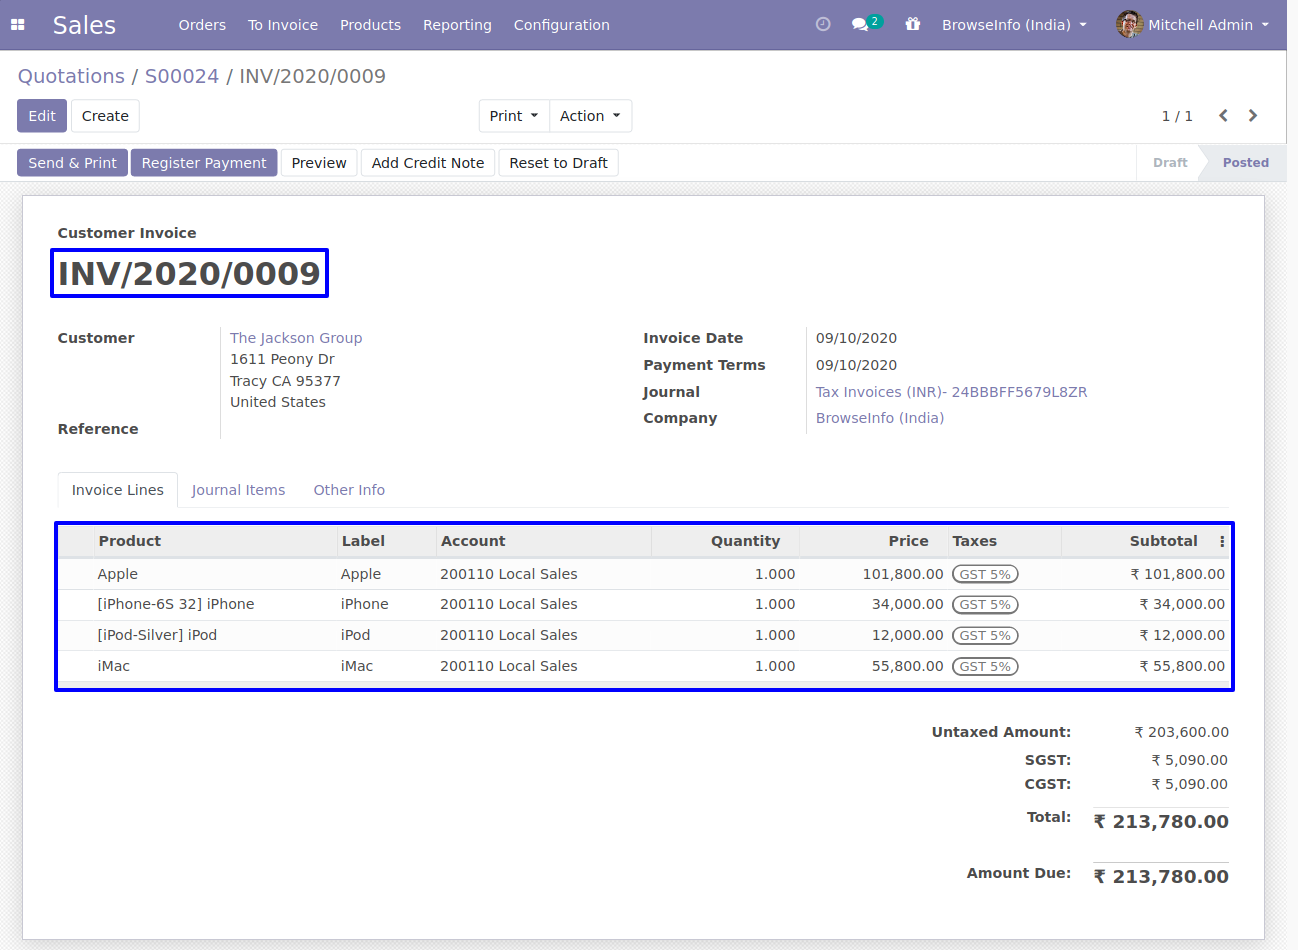 Sales Orders To Invoice Products Reporting Configuration 2 BrowseInfo (India) Mitchell Admin
Quotations / S00024 / INV/2020/0009
Edit Create Print Action 1 / 1
Send & Print Register Payment Preview Add Credit Note Reset to Draft Draft Posted
Customer Invoice
INV/2020/0009
Customer The Jackson Group
1611 Peony Dr
Tracy CA 95377
United States
Reference
Invoice Date 09/10/2020
Payment Terms 09/10/2020
Journal Tax Invoices (INR)- 24BBBFF5679L8ZR
Company BrowseInfo (India)
Invoice Lines Journal Items Other Info
Product Label Account Quantity Price Taxes Subtotal
Apple Apple 200110 Local Sales 1.000 101,800.00 GST 5% ₹ 101,800.00
[iPhone-6S 32] iPhone iPhone 200110 Local Sales 1.000 34,000.00 GST 5% ₹ 34,000.00
[iPod-Silver] iPod iPod 200110 Local Sales 1.000 12,000.00 GST 5% ₹ 12,000.00
iMac iMac 200110 Local Sales 1.000 55,800.00 GST 5% ₹ 55,800.00
Untaxed Amount: ₹ 203,600.00
SGST: ₹ 5,090.00
CGST: ₹ 5,090.00
Total: ₹ 213,780.00
Amount Due: ₹ 213,780.00